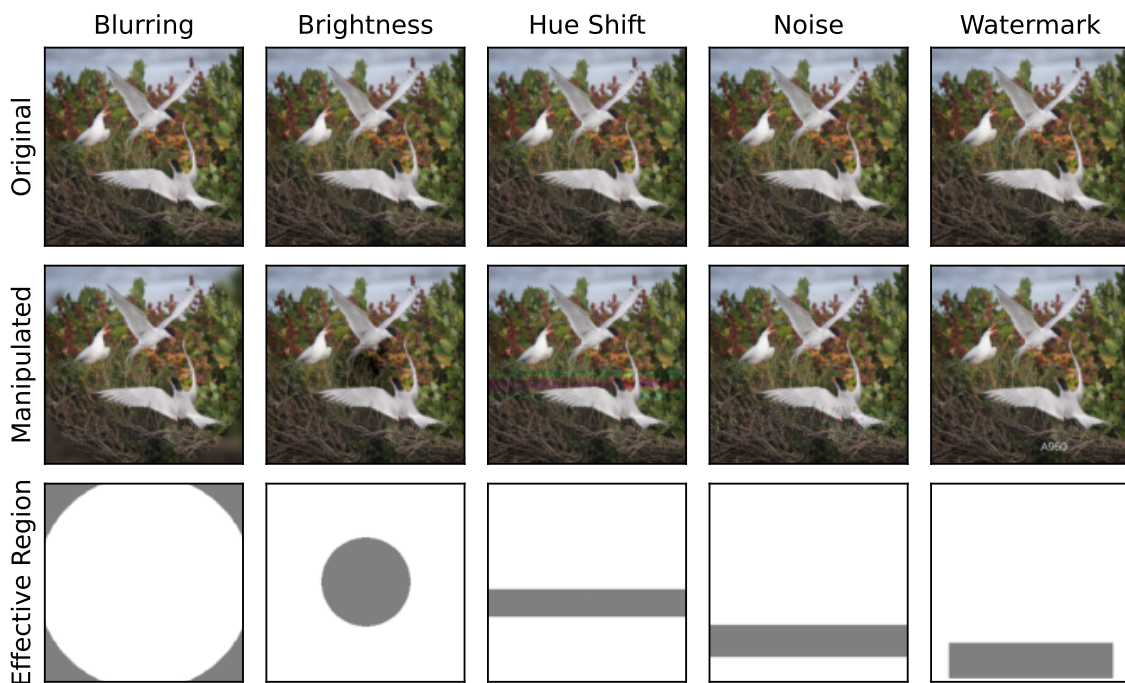 Blurring Brightness Hue Shift Noise Watermark
Original
Manipulated
A960
Effective Region